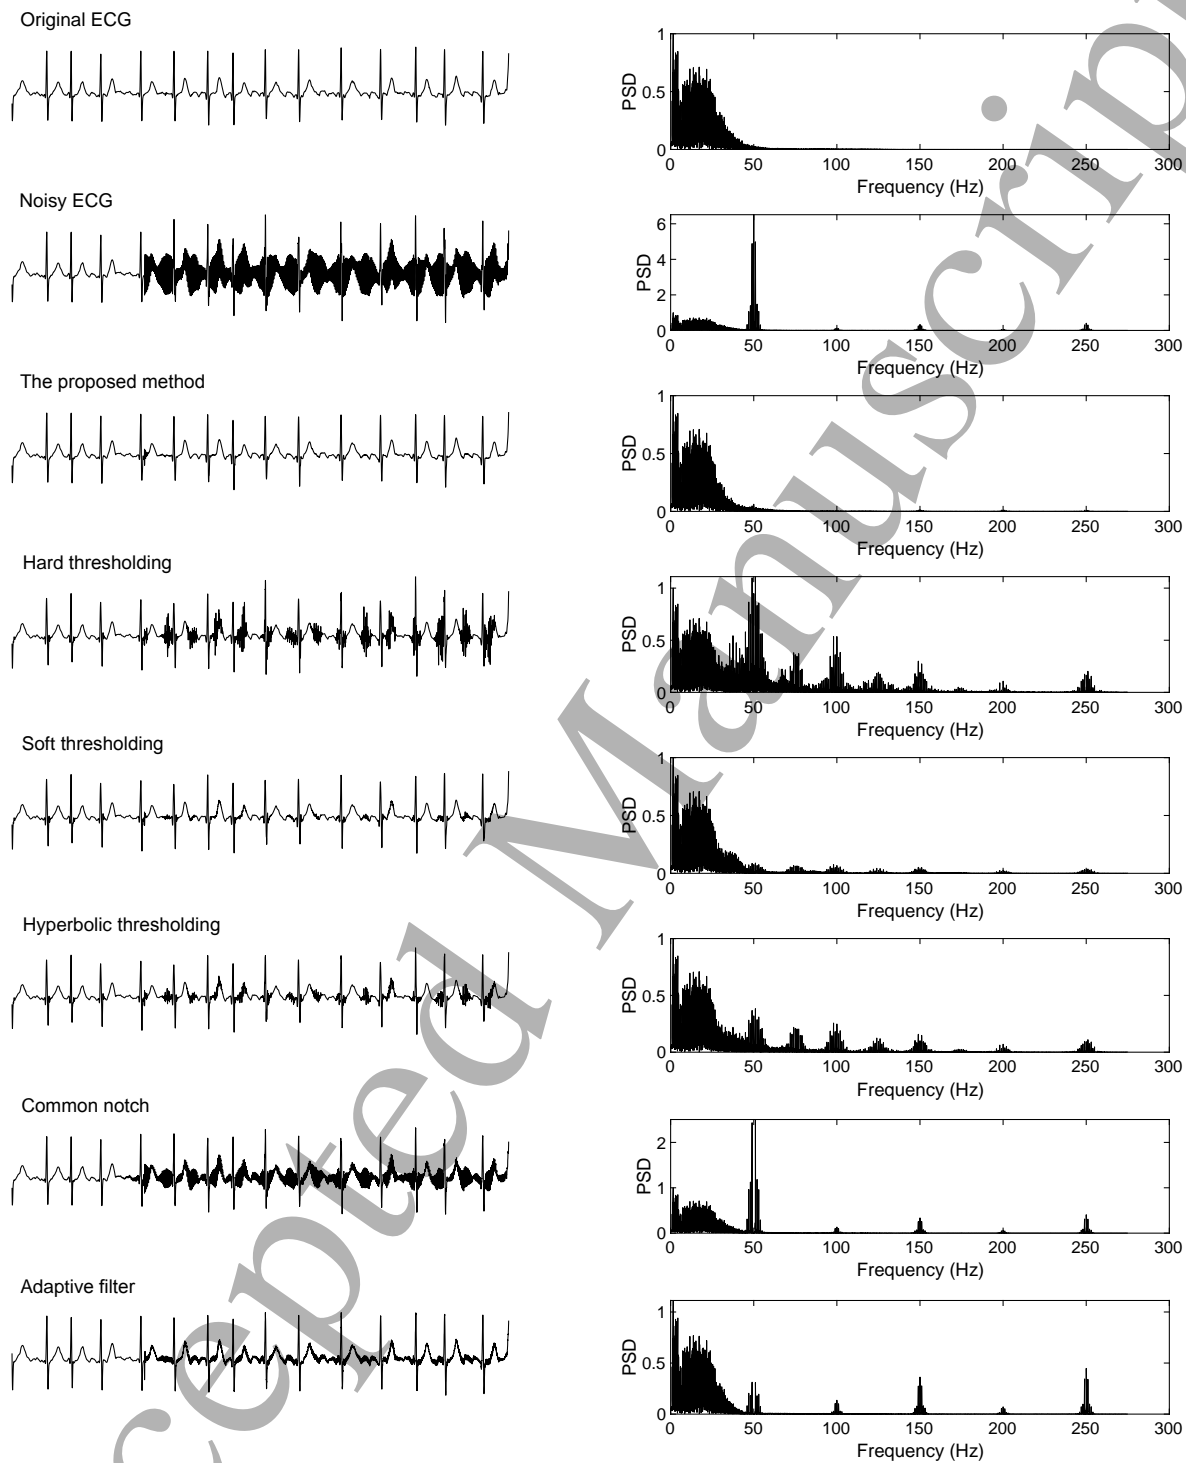 Original ECG
1
0.5
0
PSD
0 50 100 150 200 250 300
Frequency (Hz)
Noisy ECG
6
4
2
0
PSD
0 50 100 150 200 250 300
Frequency (Hz)
The proposed method
1
0.5
0
PSD
0 50 100 150 200 250 300
Frequency (Hz)
Hard thresholding
1
0.5
0
PSD
0 50 100 150 200 250 300
Frequency (Hz)
Soft thresholding
1
0.5
0
PSD
0 50 100 150 200 250 300
Frequency (Hz)
Hyperbolic thresholding
1
0.5
0
PSD
0 50 100 150 200 250 300
Frequency (Hz)
Common notch
2
1
0
PSD
0 50 100 150 200 250 300
Frequency (Hz)
Adaptive filter
1
0.5
0
PSD
0 50 100 150 200 250 300
Frequency (Hz)
cepted Manuscrip